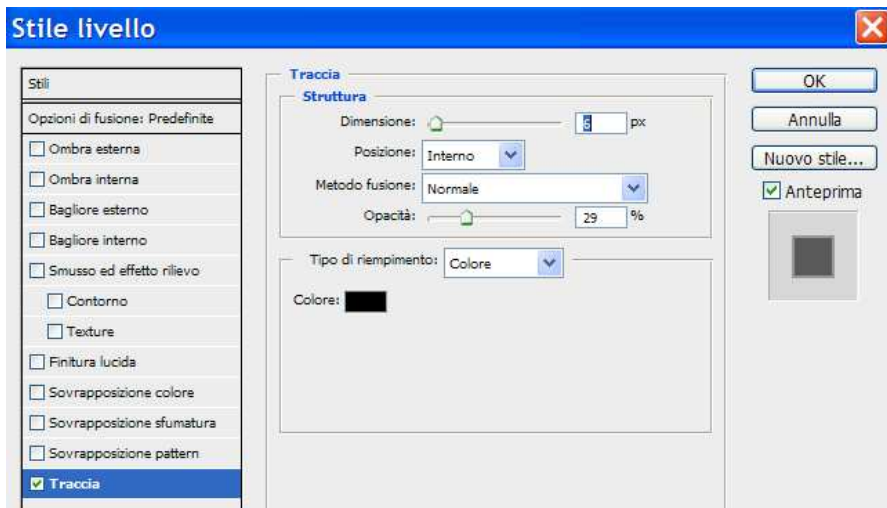 Stile livello
Stili
Opzioni di fusione: Predefinite
Ombra esterna
Ombra interna
Bagliore esterno
Bagliore interno
Smusso ed effetto rilievo
Contorno
Texture
Finitura lucida
Sovrapposizione colore
Sovrapposizione sfumatura
Sovrapposizione pattern
Traccia
Traccia
Struttura
Dimensione: 6 px
Posizione: Interno
Metodo fusione: Normale
Opacità: 29 %
Tipo di riempimento: Colore
Colore:
OK
Annulla
Nuovo stile...
Anteprima